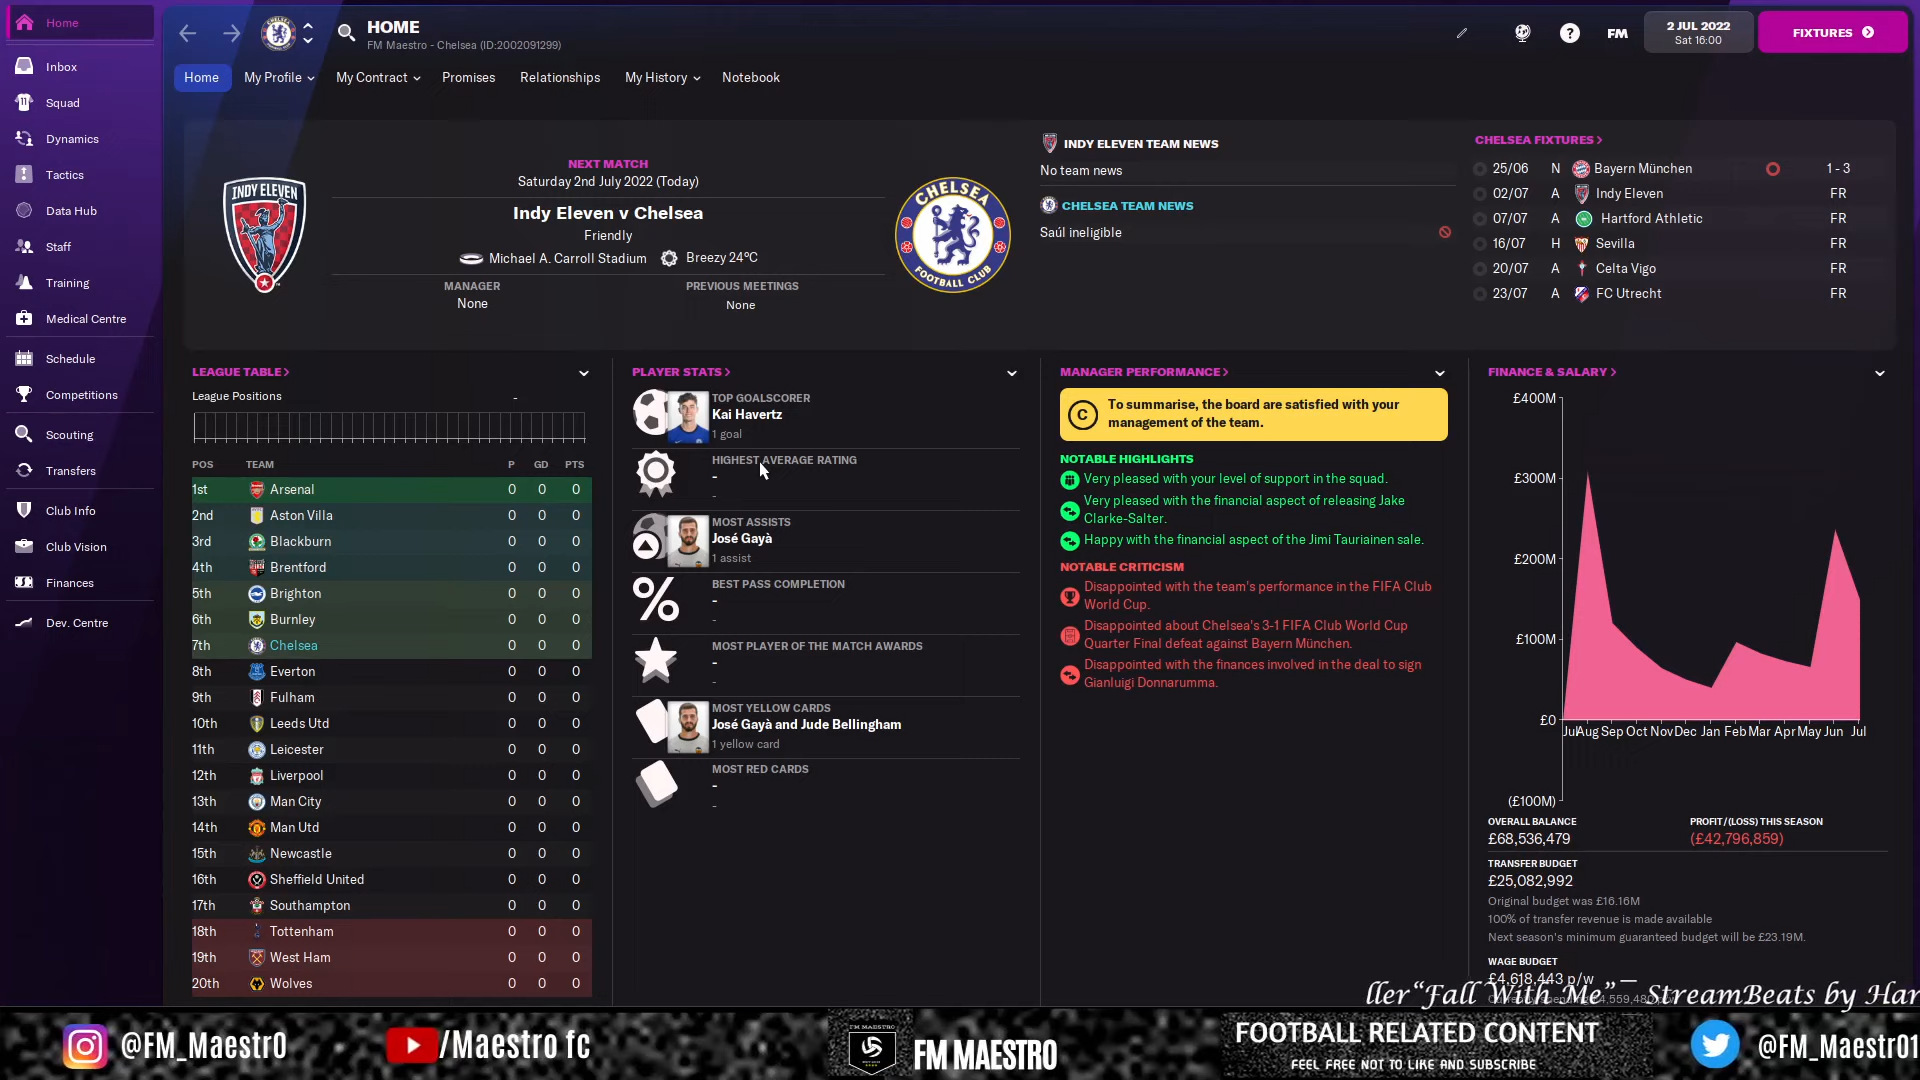 Home
Inbox
Squad
Dynamics
Tactics
Data Hub
Staff
Training
Medical Centre
Schedule
Competitions
Scouting
Transfers
Club Info
Club Vision
Finances
Dev. Centre
HOME
FM Maestro - Chelsea (ID:2002091299)
FM
2 JUL 2022
Sat 16:00
FIXTURES
Home My Profile My Contract Promises Relationships My History Notebook
INDY ELEVEN
NEXT MATCH
Saturday 2nd July 2022 (Today)
Indy Eleven v Chelsea
Friendly
Michael A. Carroll Stadium Breezy 24°C
MANAGER
None
PREVIOUS MEETINGS
None
CHELSEA
FOOTBALL CLUB
INDY ELEVEN TEAM NEWS
No team news
CHELSEA TEAM NEWS
Saúl ineligible
CHELSEA FIXTURES >
25/06 N Bayern München 1 - 3
02/07 A Indy Eleven FR
07/07 A Hartford Athletic FR
16/07 H Sevilla FR
20/07 A Celta Vigo FR
23/07 A FC Utrecht FR
LEAGUE TABLE >
League Positions -
POS TEAM P GD PTS
1st Arsenal 0 0 0
2nd Aston Villa 0 0 0
3rd Blackburn 0 0 0
4th Brentford 0 0 0
5th Brighton 0 0 0
6th Burnley 0 0 0
7th Chelsea 0 0 0
8th Everton 0 0 0
9th Fulham 0 0 0
10th Leeds Utd 0 0 0
11th Leicester 0 0 0
12th Liverpool 0 0 0
13th Man City 0 0 0
14th Man Utd 0 0 0
15th Newcastle 0 0 0
16th Sheffield United 0 0 0
17th Southampton 0 0 0
18th Tottenham 0 0 0
19th West Ham 0 0 0
20th Wolves 0 0 0
PLAYER STATS >
TOP GOALSCORER
Kai Havertz
1 goal
HIGHEST AVERAGE RATING
-
-
MOST ASSISTS
José Gayà
1 assist
BEST PASS COMPLETION
-
-
MOST PLAYER OF THE MATCH AWARDS
-
-
MOST YELLOW CARDS
José Gayà and Jude Bellingham
1 yellow card
MOST RED CARDS
-
-
MANAGER PERFORMANCE >
C
To summarise, the board are satisfied with your
management of the team.
NOTABLE HIGHLIGHTS
Very pleased with your level of support in the squad.
Very pleased with the financial aspect of releasing Jake
Clarke-Salter.
Happy with the financial aspect of the Jimi Tauriainen sale.
NOTABLE CRITICISM
Disappointed with the team's performance in the FIFA Club
World Cup.
Disappointed about Chelsea's 3-1 FIFA Club World Cup
Quarter Final defeat against Bayern München.
Disappointed with the finances involved in the deal to sign
Gianluigi Donnarumma.
FINANCE & SALARY >
£400M
£300M
£200M
£100M
£0
Jul Aug Sep Oct Nov Dec Jan Feb Mar Apr May Jun Jul
(£100M)
OVERALL BALANCE
£68,536,479
PROFIT/(LOSS) THIS SEASON
(£42,796,859)
TRANSFER BUDGET
£25,082,992
Original budget was £16.16M
100% of transfer revenue is made available
Next season's minimum guaranteed budget will be £23.19M.
WAGE BUDGET
£4,618,443 p/w
ller "Fall With Me" — StreamBeats by Har
@FM_Maestr0
/Maestro fc
FM MAESTRO
FM MAESTRO
FOOTBALL RELATED CONTENT
FEEL FREE NOT TO LIKE AND SUBSCRIBE
@FM_Maestr01